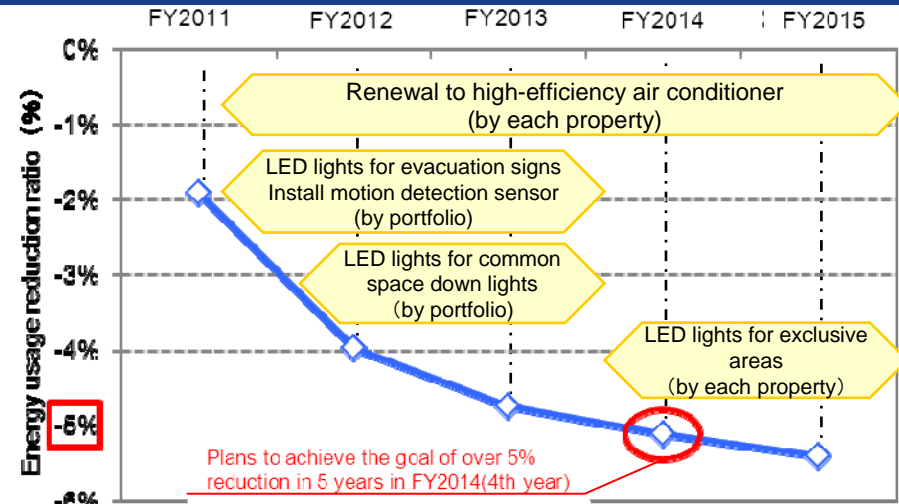 FY2011 FY2012 FY2013 FY2014 FY2015
Energy usage reduction ratio (%)
0%
-1%
-2%
-3%
-4%
-5%
-6%
Renewal to high-efficiency air conditioner
(by each property)
LED lights for evacuation signs
Install motion detection sensor
(by portfolio)
LED lights for common
space down lights
(by portfolio)
LED lights for exclusive
areas
(by each property)
Plans to achieve the goal of over 5%
reduction in 5 years in FY2014(4th year)